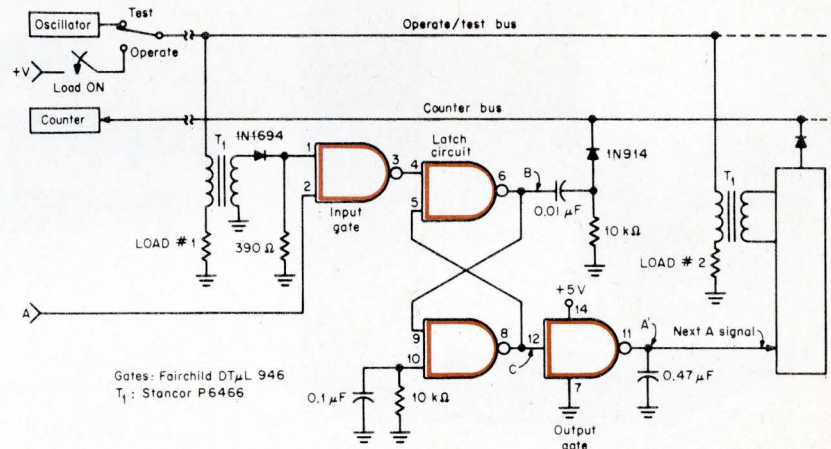 Oscillator
Test
Operate/test bus
Operate
+V
Load ON
Counter
Counter bus
T1
1N1694
Latch
circuit
1N914
1
2
3
4
5
6
B
0.01 μF
Input
gate
10 kΩ
T1
LOAD #1
390 Ω
LOAD #2
A
+5V
14
9
10
8
12
11
A'
Next A signal
C
7
0.47 μF
Gates: Fairchild DTμL 946
T1: Stancor P6466
0.1 μF
10 kΩ
Output
gate